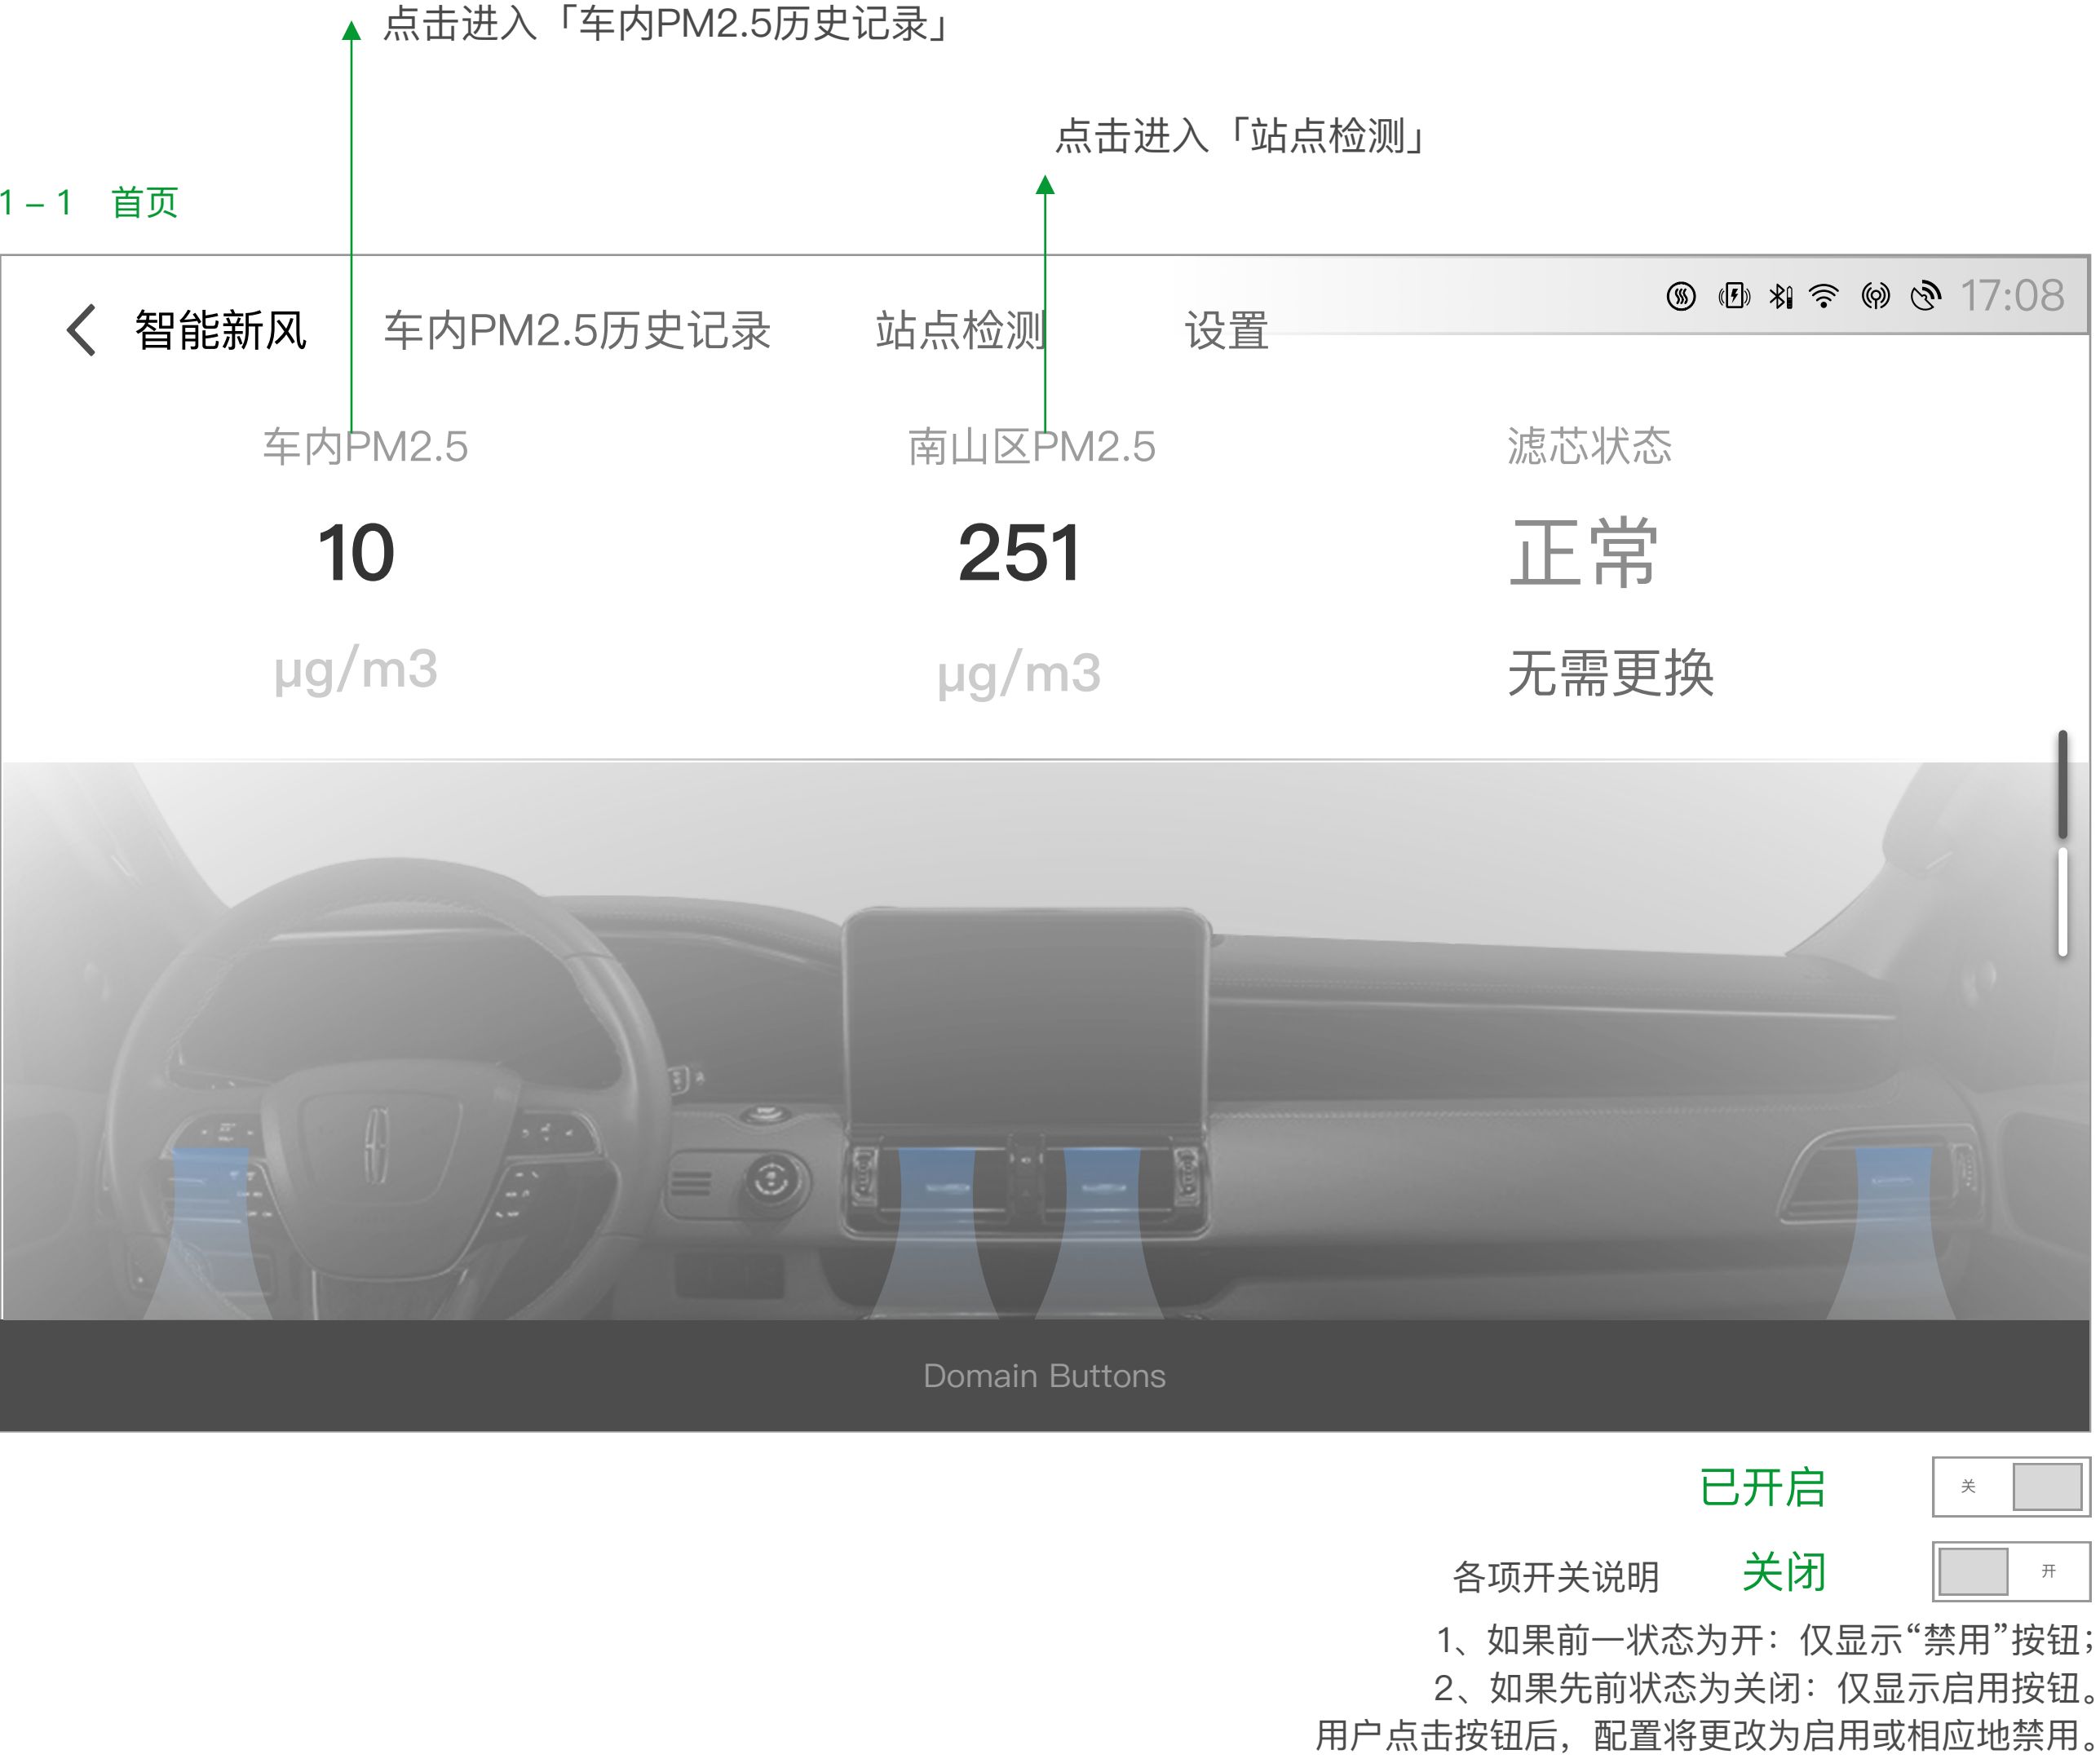 点击进入「车内PM2.5历史记录」
点击进入「站点检测」
1 – 1 首页
17:08
智能新风 车内PM2.5历史记录 站点检测 设置
车内PM2.5 南山区PM2.5 滤芯状态
10 251 正常
μg/m3 μg/m3 无需更换
Domain Buttons
已开启 关
各项开关说明 关闭 开
1、如果前一状态为开：仅显示“禁用”按钮；
2、如果先前状态为关闭：仅显示启用按钮。
用户点击按钮后，配置将更改为启用或相应地禁用。